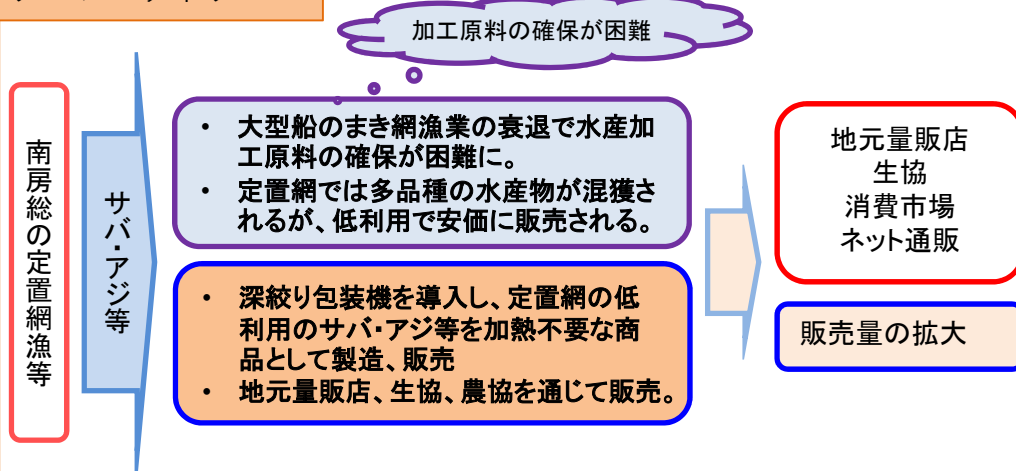 加工原料の確保が困難
南房総の定置網漁等
サバ・アジ等
・ 大型船のまき網漁業の衰退で水産加
工原料の確保が困難に。
・ 定置網では多品種の水産物が混獲さ
れるが、低利用で安価に販売される。
・ 深絞り包装機を導入し、定置網の低
利用のサバ・アジ等を加熱不要な商
品として製造、販売
・ 地元量販店、生協、農協を通じて販売。
地元量販店
生協
消費市場
ネット通販
販売量の拡大